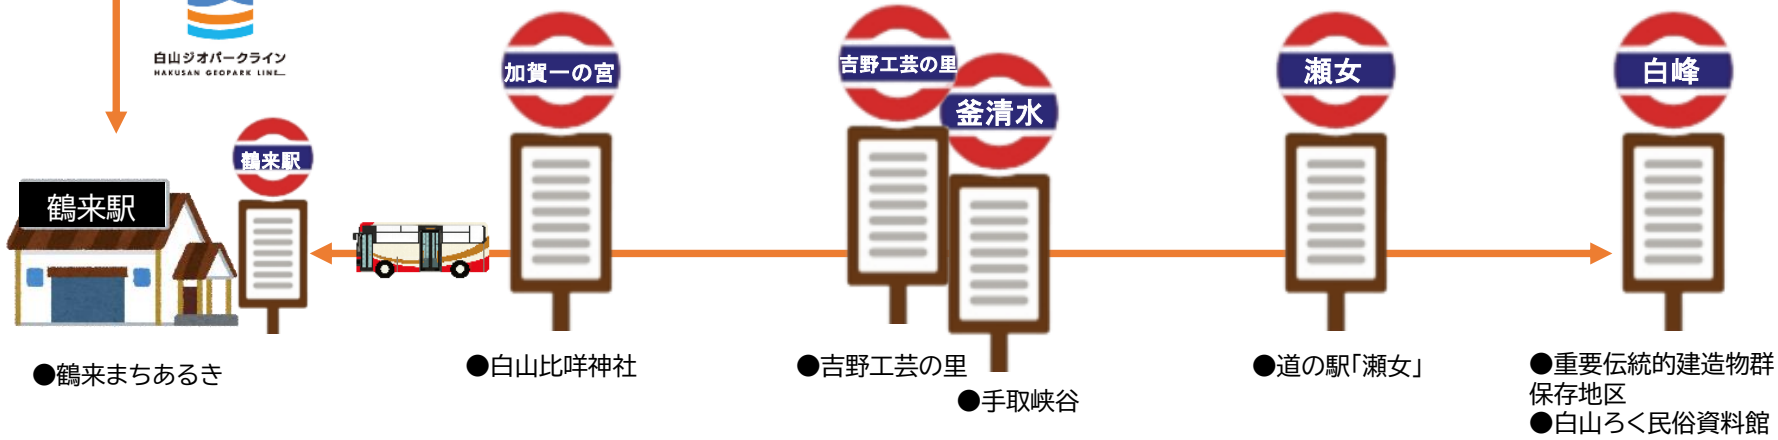 白山ジオパークライン
HAKUSAN GEOPARK LINE
鶴来駅
鶴来駅
加賀一の宮
吉野工芸の里
釜清水
瀬女
白峰
●鶴来まちあるき
●白山比咩神社
●吉野工芸の里
●手取峡谷
●道の駅「瀬女」
●重要伝統的建造物群
保存地区
●白山ろく民俗資料館